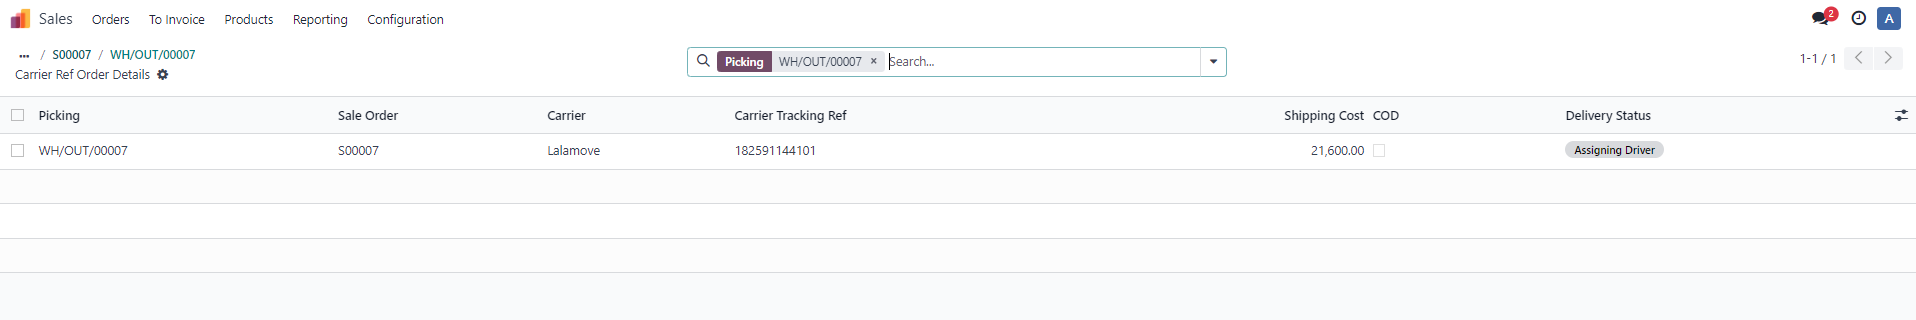 Sales Orders To Invoice Products Reporting Configuration 2 A
... / S00007 / WH/OUT/00007
Carrier Ref Order Details
Picking WH/OUT/00007 × Search...
1-1 / 1
Picking Sale Order Carrier Carrier Tracking Ref Shipping Cost COD Delivery Status
WH/OUT/00007 S00007 Lalamove 182591144101 21,600.00 Assigning Driver